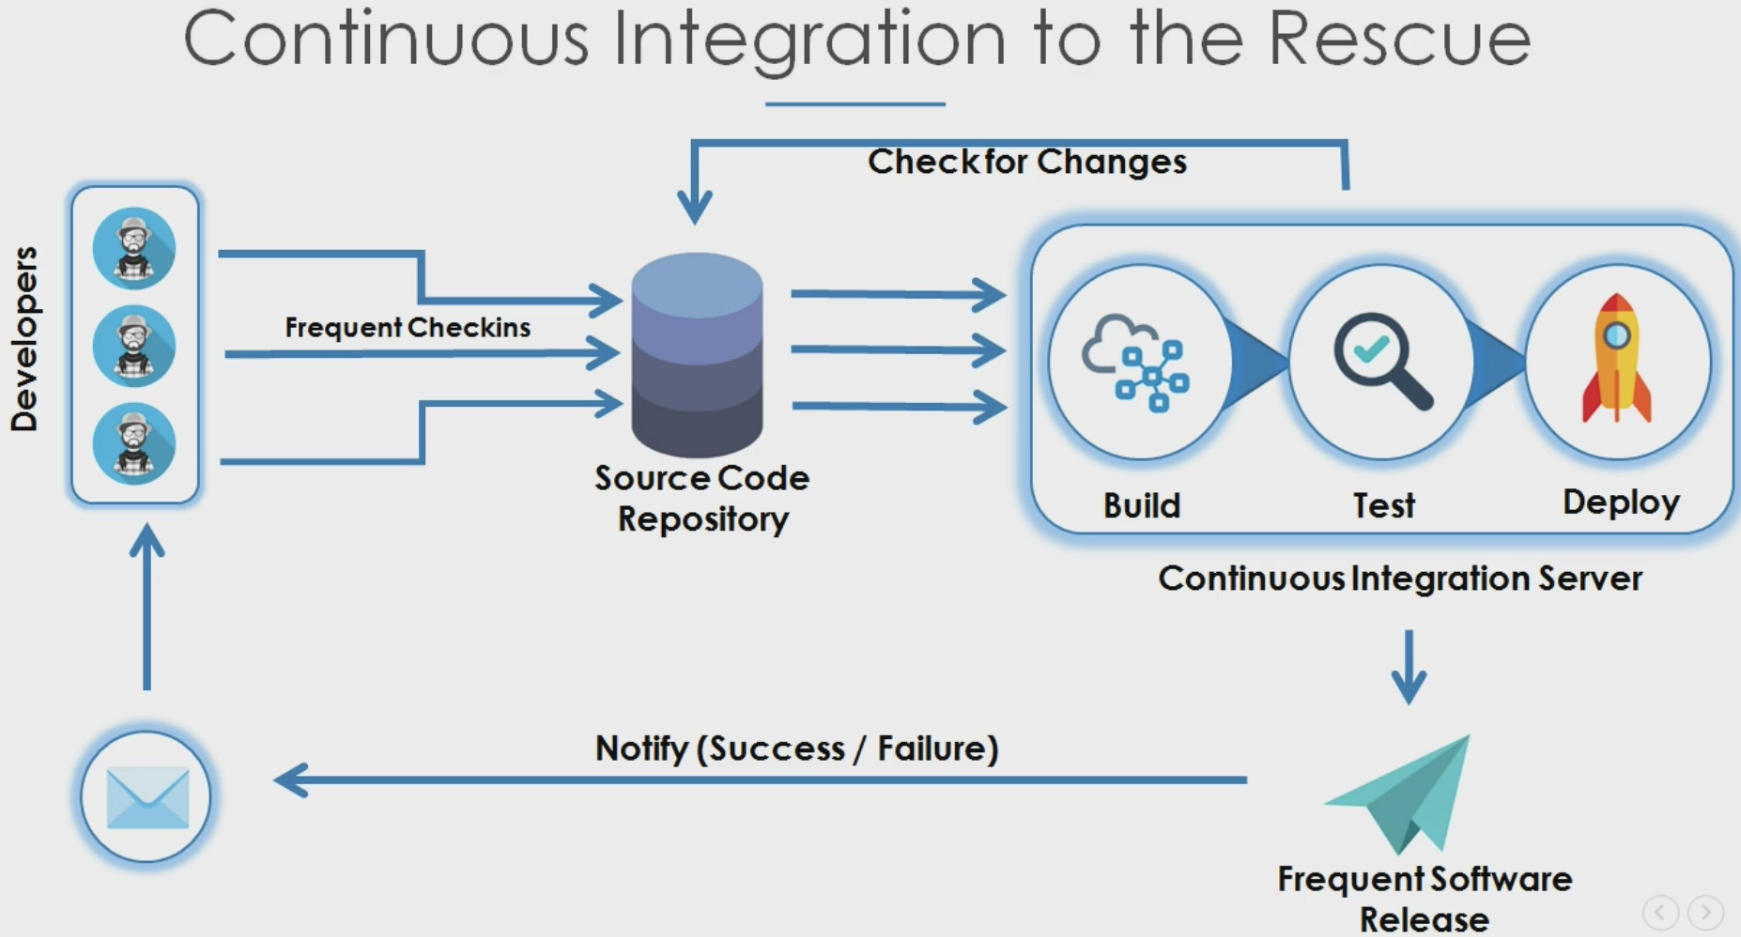 Continuous Integration to the Rescue
Check for Changes
Developers
Frequent Checkins
Source Code
Repository
Build
Test
Deploy
Continuous Integration Server
Notify (Success / Failure)
Frequent Software
Release